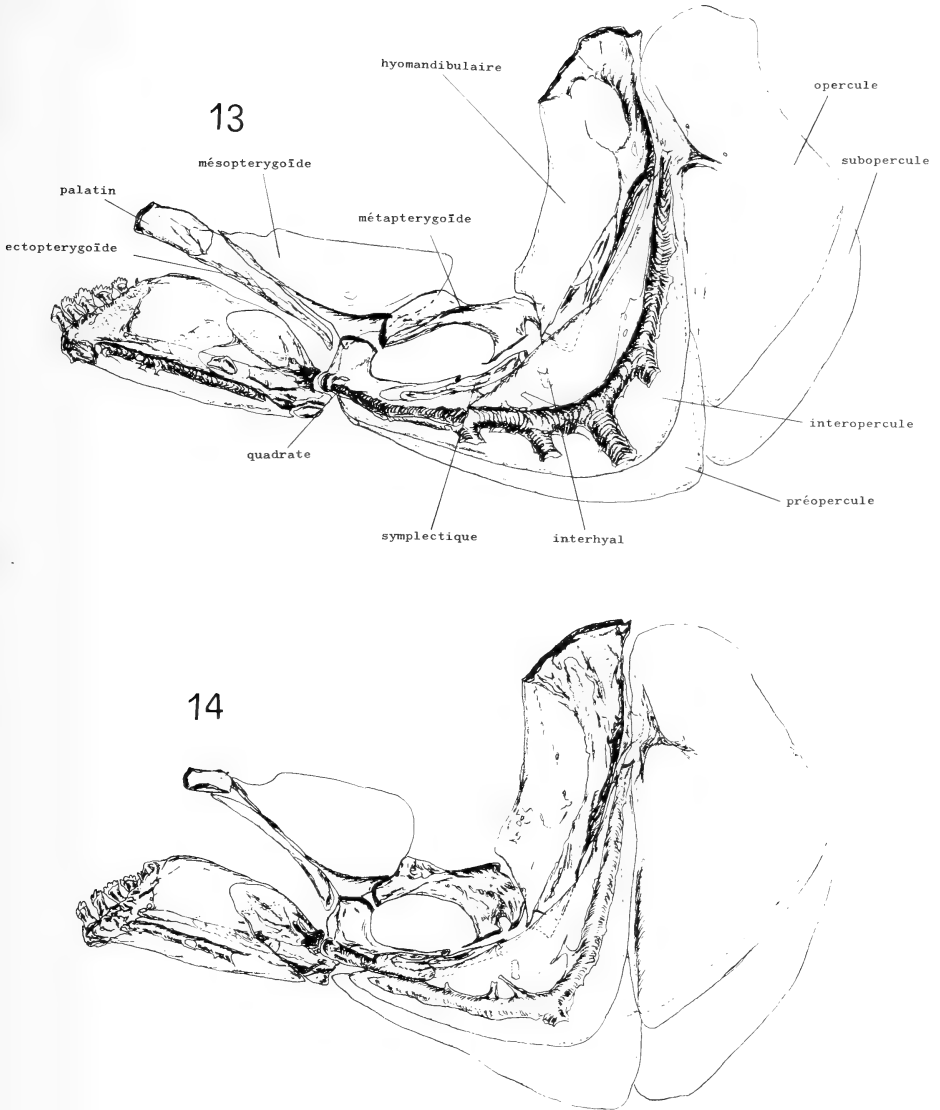 hyomandibulaire
opercule
13
subopercule
mésopterygoïde
palatin
métapterygoïde
ectopterygoïde
interopercule
quadrate
préopercule
symplectique
interhyal
14